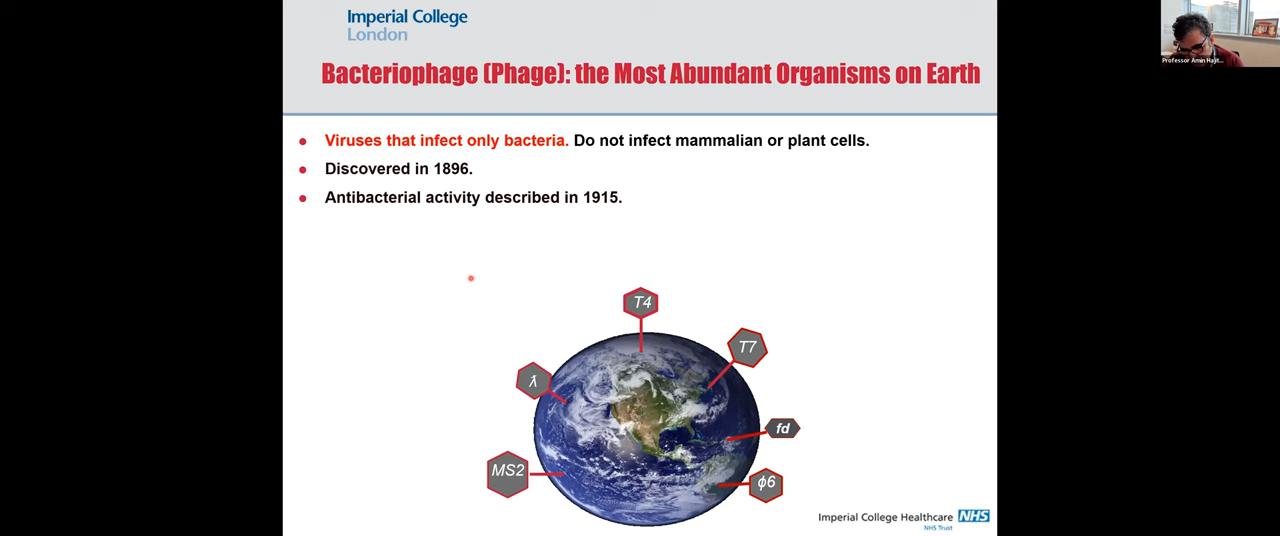 Imperial College
London
Bacteriophage (Phage): the Most Abundant Organisms on Earth
Viruses that infect only bacteria. Do not infect mammalian or plant cells.
Discovered in 1896.
Antibacterial activity described in 1915.
T4
T7
λ
fd
MS2
ϕ6
Imperial College Healthcare NHS
NHS Trust
Professor Amin Hajit...